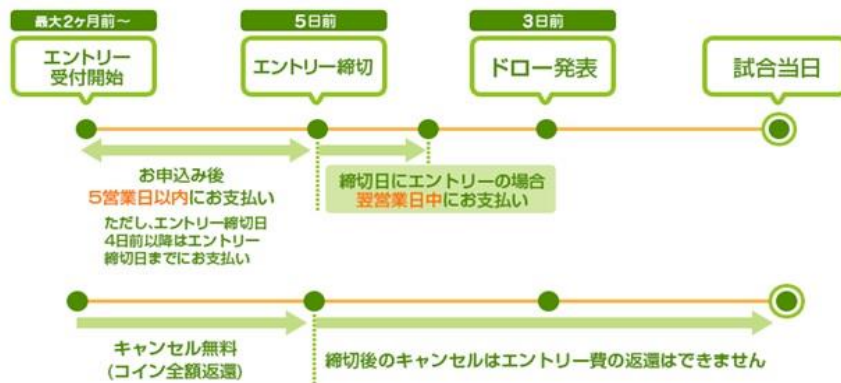 最大2ヶ月前～
5日前
3日前
エントリー
受付開始
エントリー締切
ドロー発表
試合当日
お申込み後
5営業日以内にお支払い
ただし、エントリー締切日
4日前以降はエントリー
締切日までにお支払い
締切日にエントリーの場合
翌営業日中にお支払い
キャンセル無料
(コイン全額返還)
締切後のキャンセルはエントリー費の返還はできません